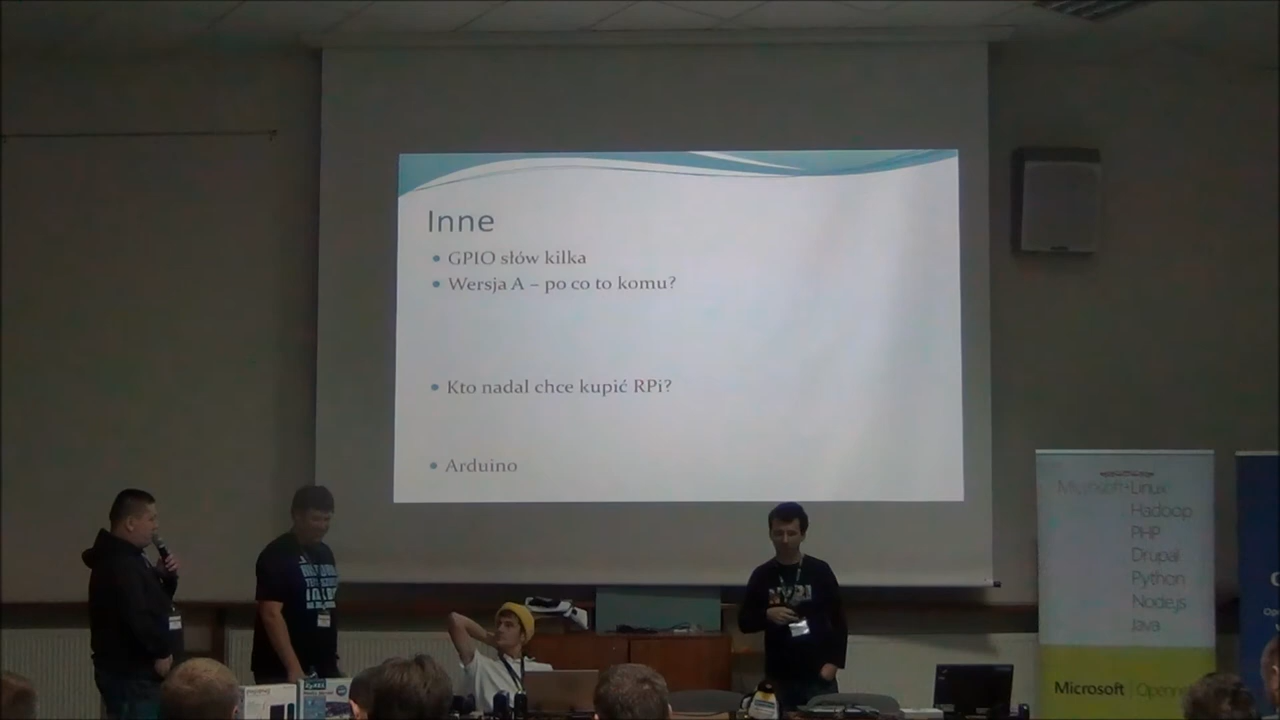 Inne
GPIO słów kilka
Wersja A – po co to komu?
Kto nadal chce kupić RPi?
Arduino
Microsoft+Linux
Hadoop
PHP
Drupal
Python
Node.js
Java
Microsoft
ZyXEL